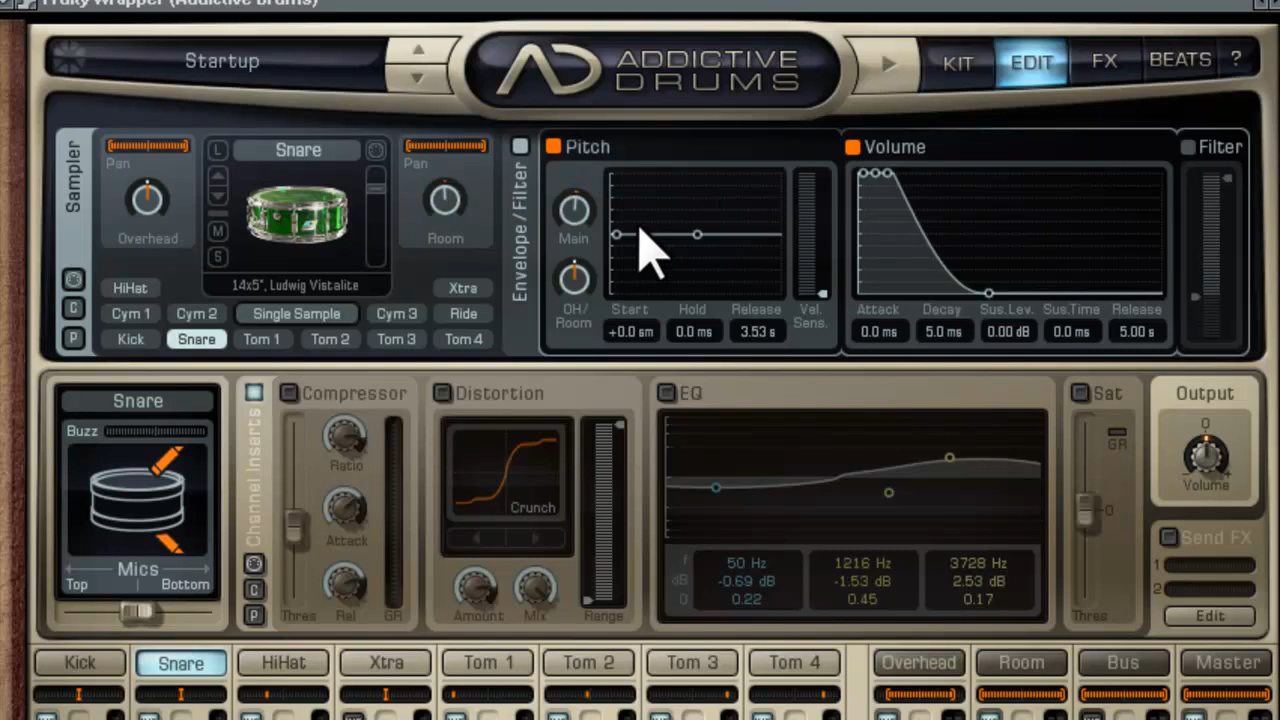 Fruity Wrapper (Addictive Drums)
Startup
ADDICTIVE
DRUMS
KIT
EDIT
FX
BEATS
?
Sampler
Pan
Overhead
L
M
S
Snare
14x5", Ludwig Vistalite
Pan
Room
HiHat
Xtra
Cym 1
Cym 2
Single Sample
Cym 3
Ride
Kick
Snare
Tom 1
Tom 2
Tom 3
Tom 4
C
P
Envelope / Filter
Pitch
Main
OH/
Room
Start
Hold
Release
+0.0 sm
0.0 ms
3.53 s
Vel.
Sens.
Volume
Attack
Decay
Sus.Lev.
Sus.Time
Release
0.0 ms
5.0 ms
0.00 dB
0.0 ms
5.00 s
Filter
Snare
Buzz
Mics
Top
Bottom
Channel Inserts
C
P
Compressor
Ratio
Attack
Thres
Rel
GR
Distortion
Crunch
Amount
Mix
Range
EQ
f
50 Hz
1216 Hz
3728 Hz
dB
-0.69 dB
-1.53 dB
2.53 dB
Q
0.22
0.45
0.17
Sat
GR
0
Thres
Output
0
Volume
Send FX
1
2
Edit
Kick
Snare
HiHat
Xtra
Tom 1
Tom 2
Tom 3
Tom 4
Overhead
Room
Bus
Master